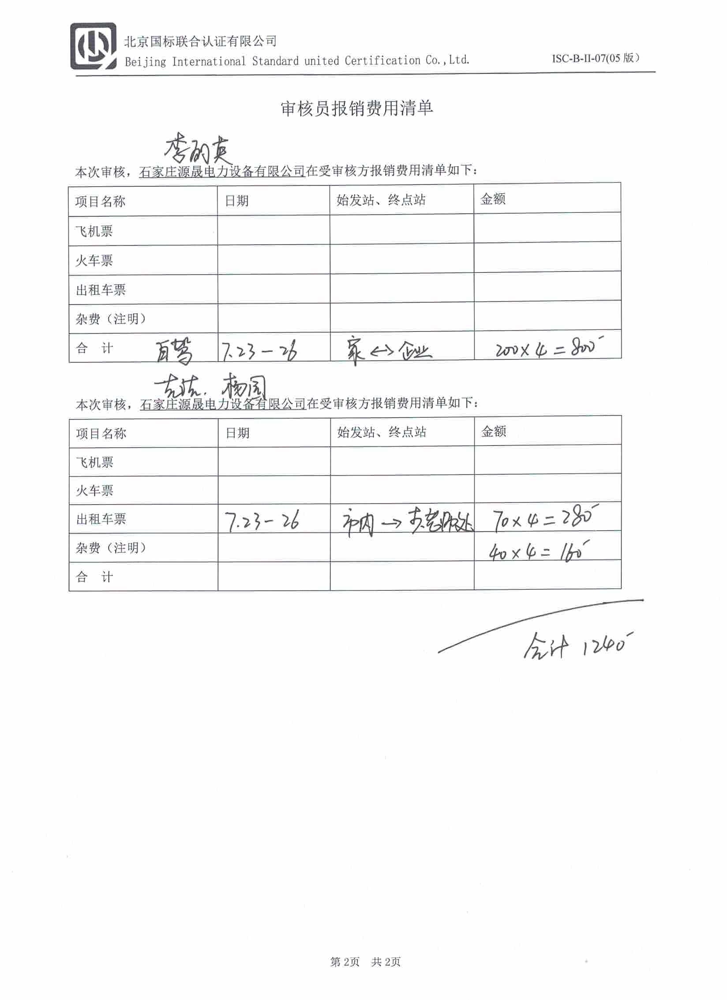 北京国标联合认证有限公司
Beijing International Standard united Certification Co.,Ltd.
ISC-B-II-07(05 版)
审核员报销费用清单
李 英
本次审核，石家庄源晟电力设备有限公司在受审核方报销费用清单如下：
项目名称 日期 始发站、终点站 金额
飞机票
火车票
出租车票
杂费（注明）
合 计 自驾 7.23-26 家 ↔ 企业 200×4=800
吉洁. 杨园
本次审核，石家庄源晟电力设备有限公司在受审核方报销费用清单如下：
项目名称 日期 始发站、终点站 金额
飞机票
火车票
出租车票 7.23-26 市内 → 老师处 70×4=280
杂费（注明） 40×4=160
合 计
合计 1240
第 2页 共 2页